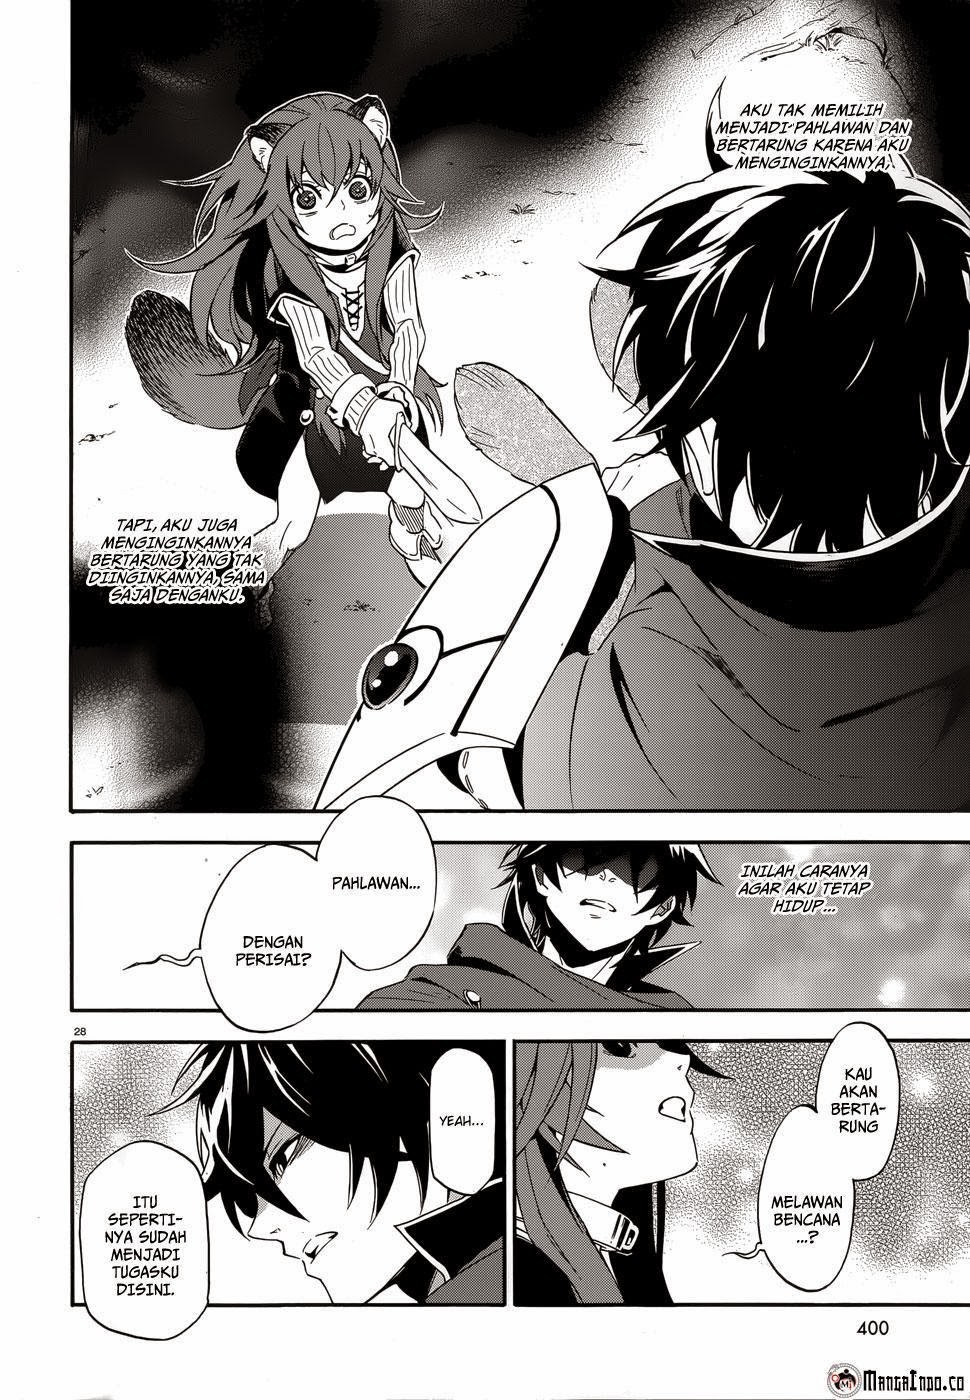 AKU TAK MEMILIH
MENJADI PAHLAWAN DAN
BERTARUNG KARENA AKU
MENGINGINKANNYA,
TAPI, AKU JUGA
MENGINGINKANNYA
BERTARUNG YANG TAK
DIINGINKANNYA, SAMA
SAJA DENGANKU.
INILAH CARANYA
AGAR AKU TETAP
HIDUP...
PAHLAWAN...
DENGAN
PERISAI?
28
KAU
AKAN
BERTA-
RUNG
MELAWAN
BENCANA
...?
YEAH...
ITU
SEPERTI-
NYA SUDAH
MENJADI
TUGASKU
DISINI.
400
MangaIndo.co